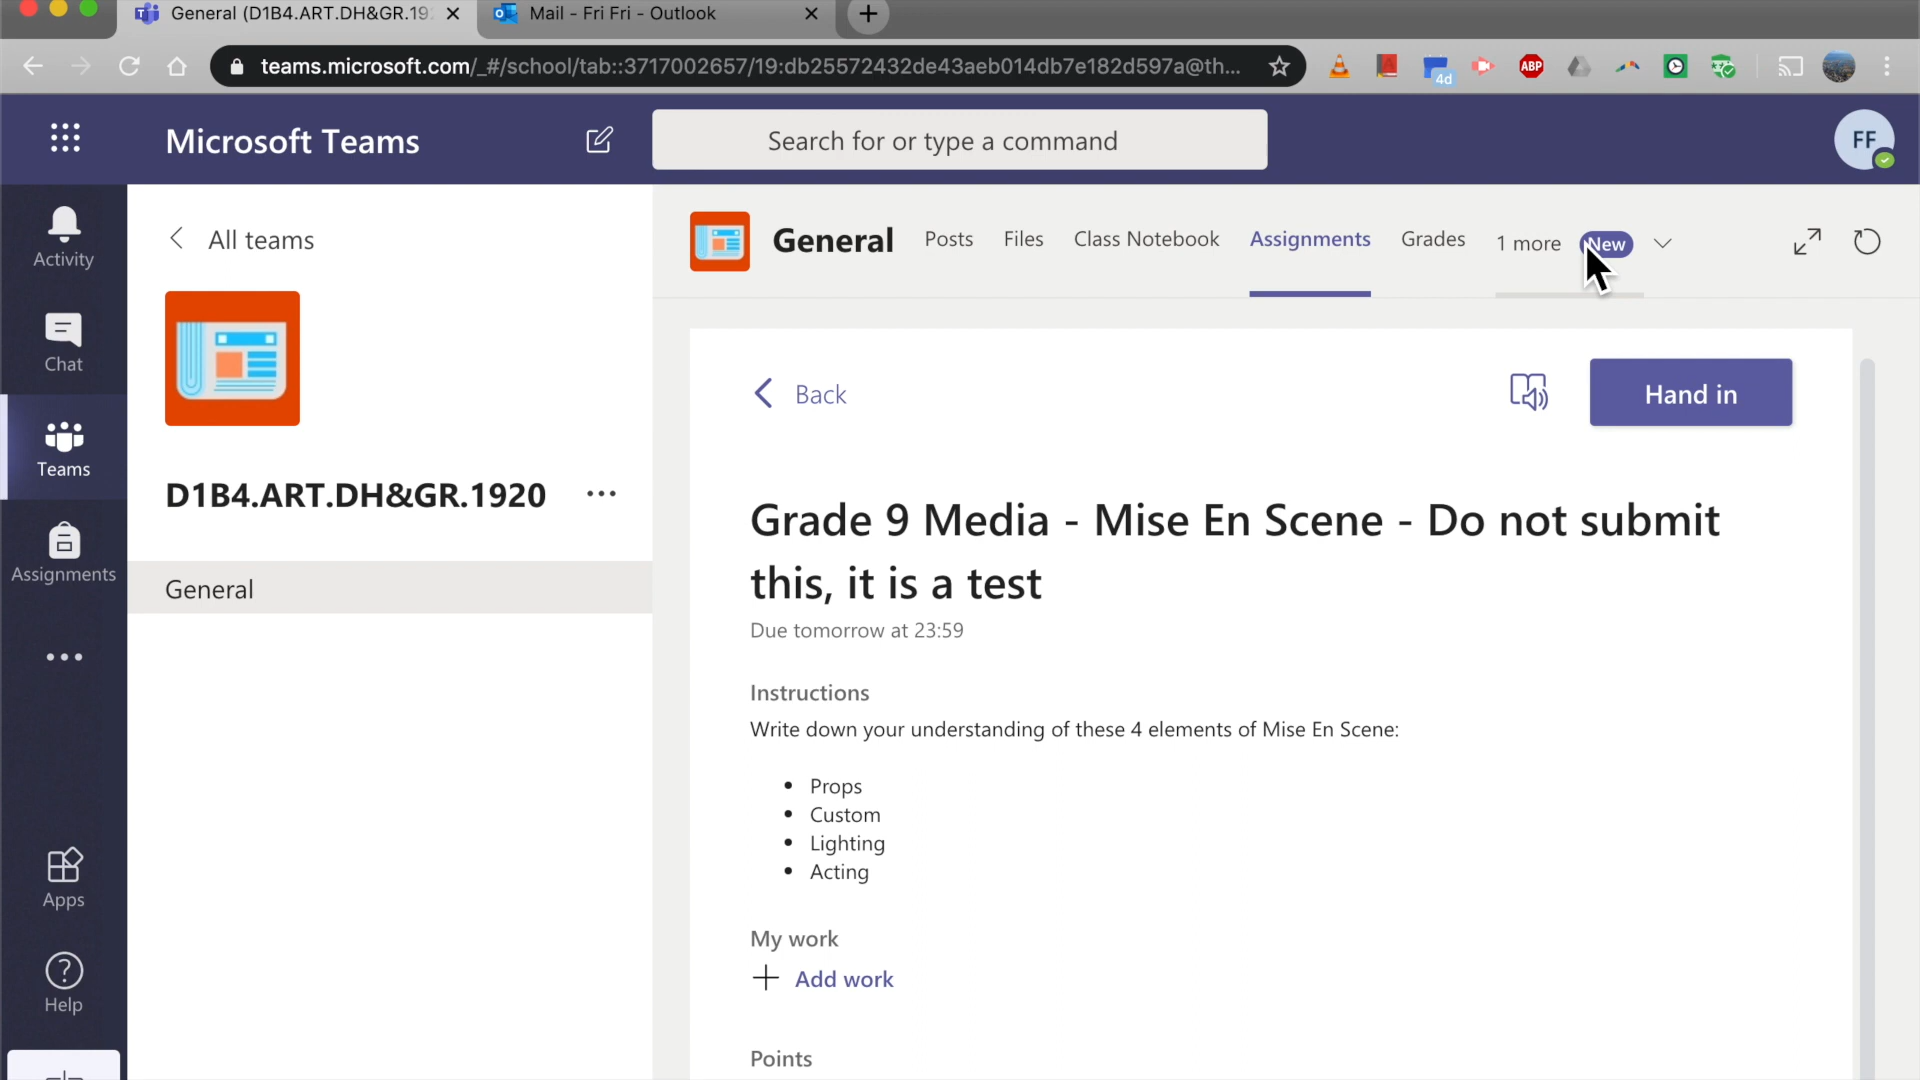 General (D1B4.ART.DH&GR.19
Mail - Fri Fri - Outlook
teams.microsoft.com/_#/school/tab::3717002657/19:db25572432de43aeb014db7e182d597a@th...
4d
ABP
Microsoft Teams
Search for or type a command
FF
Activity
Chat
Teams
Assignments
Apps
Help
All teams
D1B4.ART.DH&GR.1920
General
General
Posts
Files
Class Notebook
Assignments
Grades
1 more
New
Back
Hand in
Grade 9 Media - Mise En Scene - Do not submit
this, it is a test
Due tomorrow at 23:59
Instructions
Write down your understanding of these 4 elements of Mise En Scene:
• Props
• Custom
• Lighting
• Acting
My work
+ Add work
Points